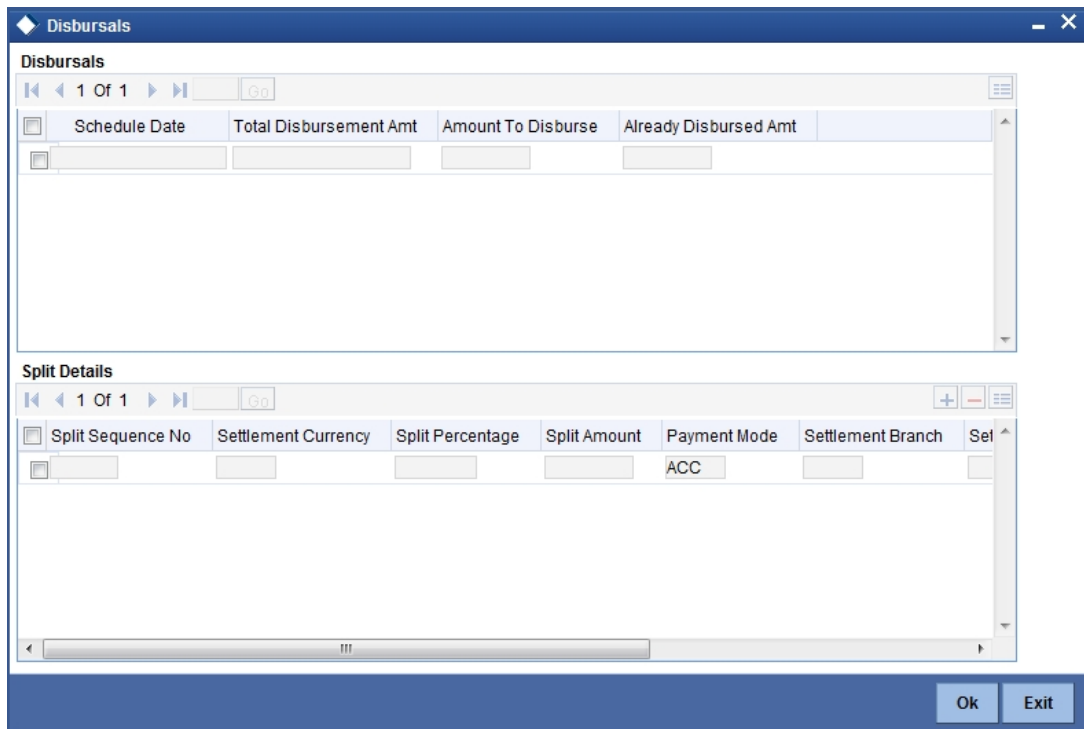 Disbursals
Disbursals
1 Of 1 Go
Schedule Date Total Disbursement Amt Amount To Disburse Already Disbursed Amt
Split Details
1 Of 1 Go
Split Sequence No Settlement Currency Split Percentage Split Amount Payment Mode Settlement Branch Set
ACC
Ok Exit